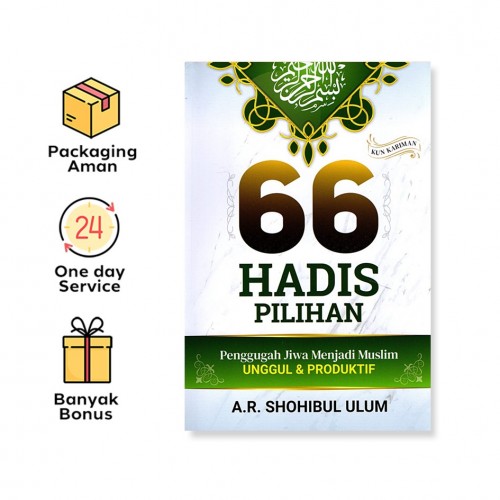 Packaging
Aman
24
One day
Service
Banyak
Bonus
KUN KARIMAN
66
HADIS
PILIHAN
Penggugah Jiwa Menjadi Muslim
UNGGUL & PRODUKTIF
A.R. SHOHIBUL ULUM